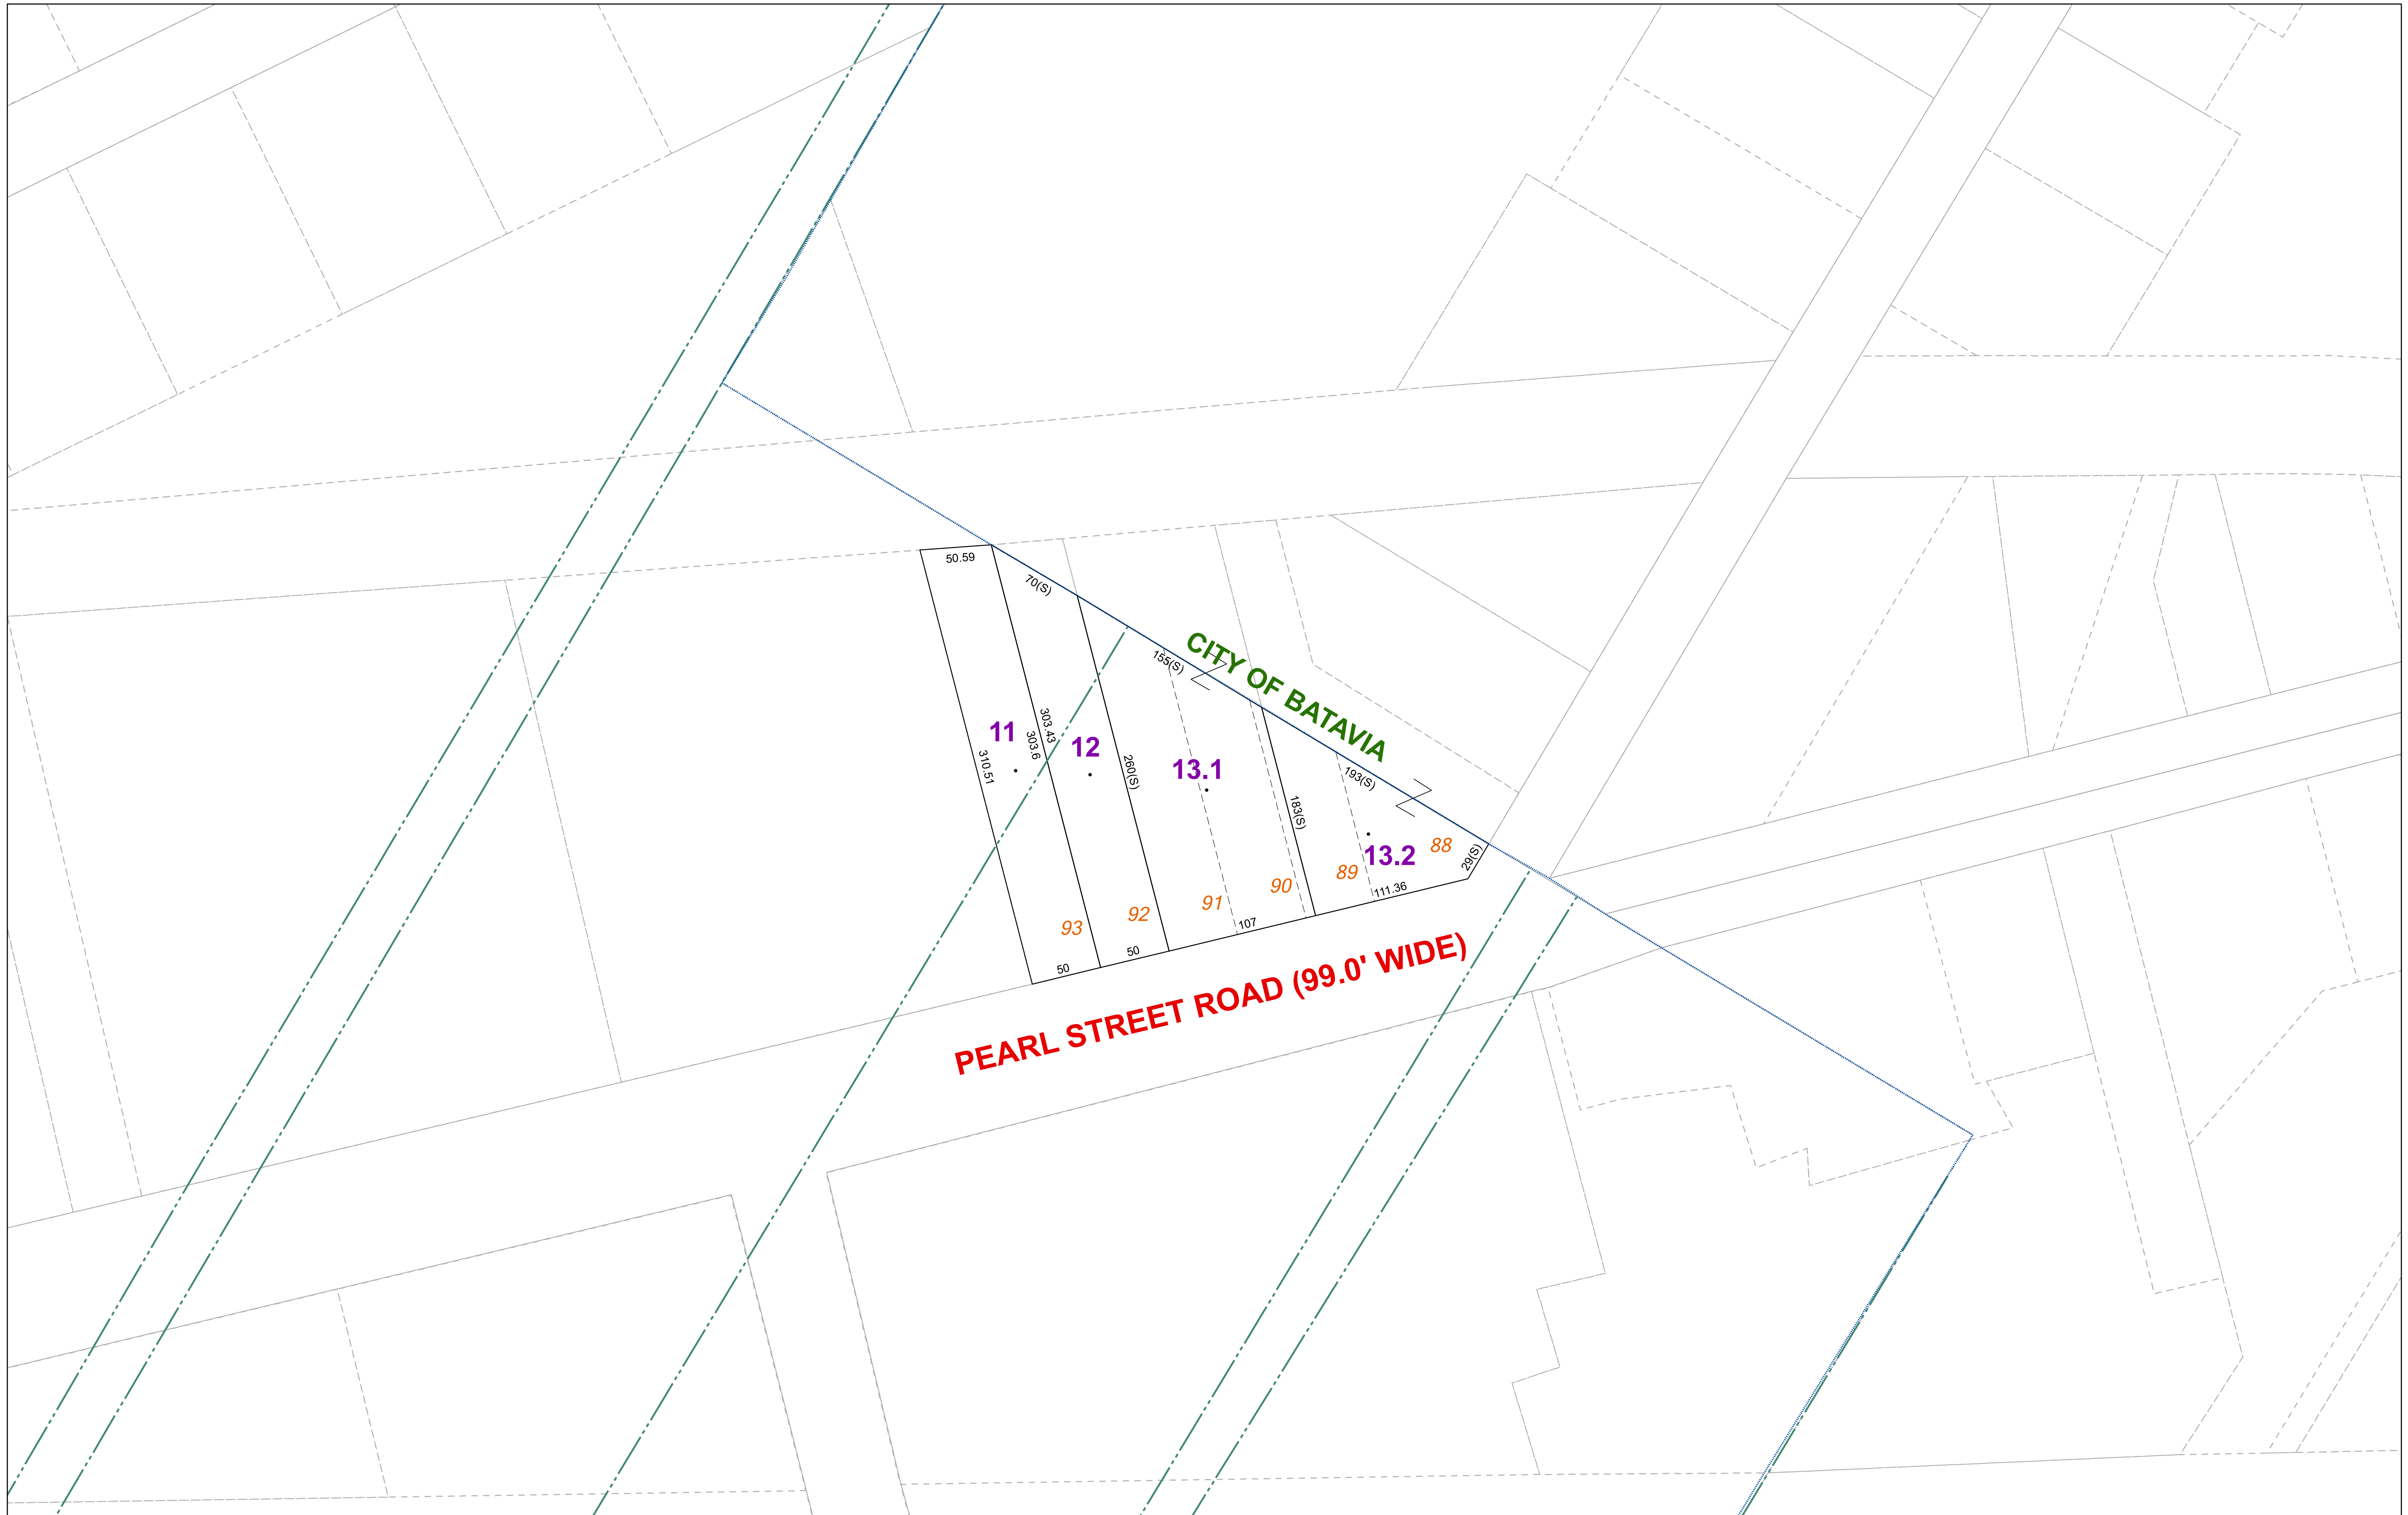 50.59
70(S)
CITY OF BATAVIA
155(S)
11
303.43
303.6
310.51
12
260(S)
13.1
193(S)
183(S)
13.2
88
29(S)
89
111.36
90
91
92
93
107
50
50
PEARL STREET ROAD (99.0' WIDE)